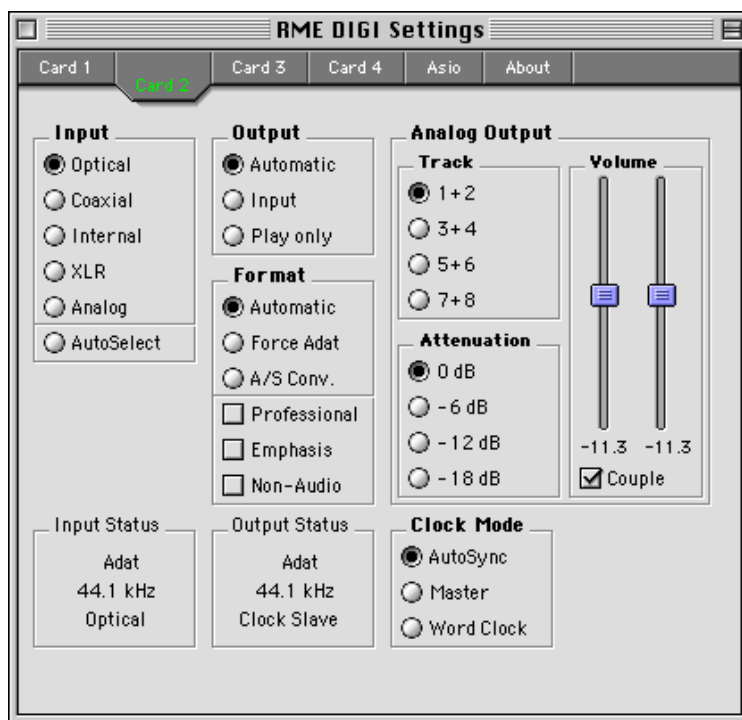 RME DIGI Settings
Card 1
Card 2
Card 3
Card 4
Asio
About
Input
Optical
Coaxial
Internal
XLR
Analog
AutoSelect
Output
Automatic
Input
Play only
Format
Automatic
Force Adat
A/S Conv.
Professional
Emphasis
Non-Audio
Analog Output
Track
1+2
3+4
5+6
7+8
Attenuation
0 dB
-6 dB
-12 dB
-18 dB
Volume
-11.3 -11.3
Couple
Input Status
Adat
44.1 kHz
Optical
Output Status
Adat
44.1 kHz
Clock Slave
Clock Mode
AutoSync
Master
Word Clock